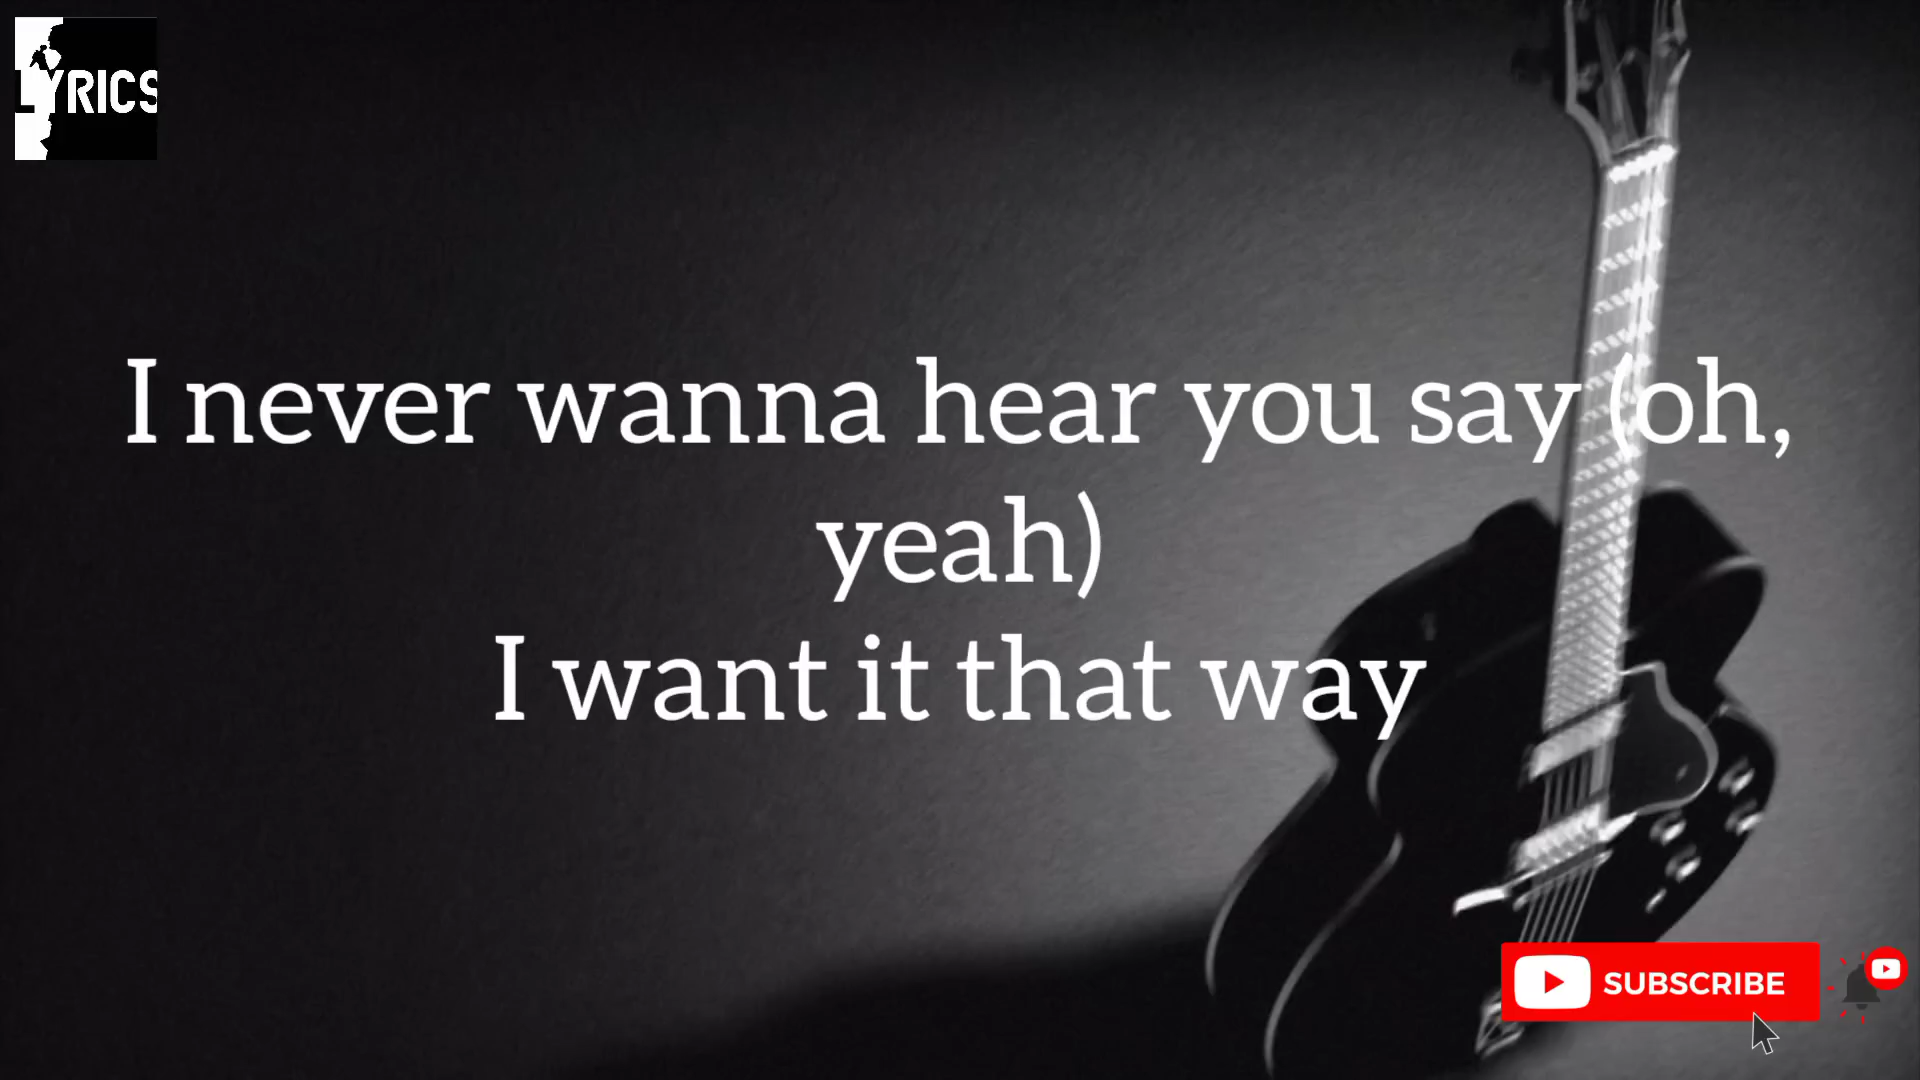 LYRICS
I never wanna hear you say (oh,
yeah)
I want it that way
SUBSCRIBE